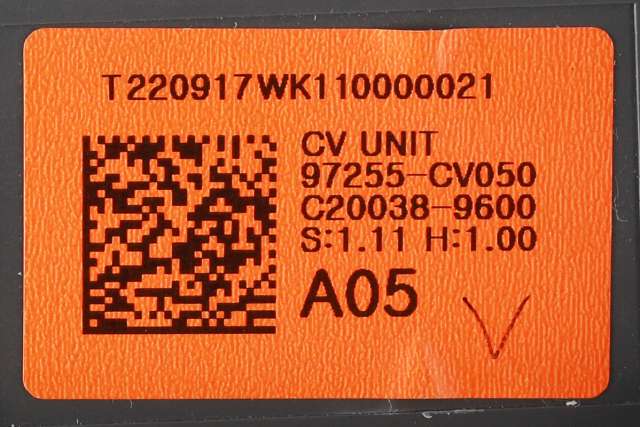 T220917WK110000021
CV UNIT
97255-CV050
C20038-9600
S:1.11 H:1.00
A05